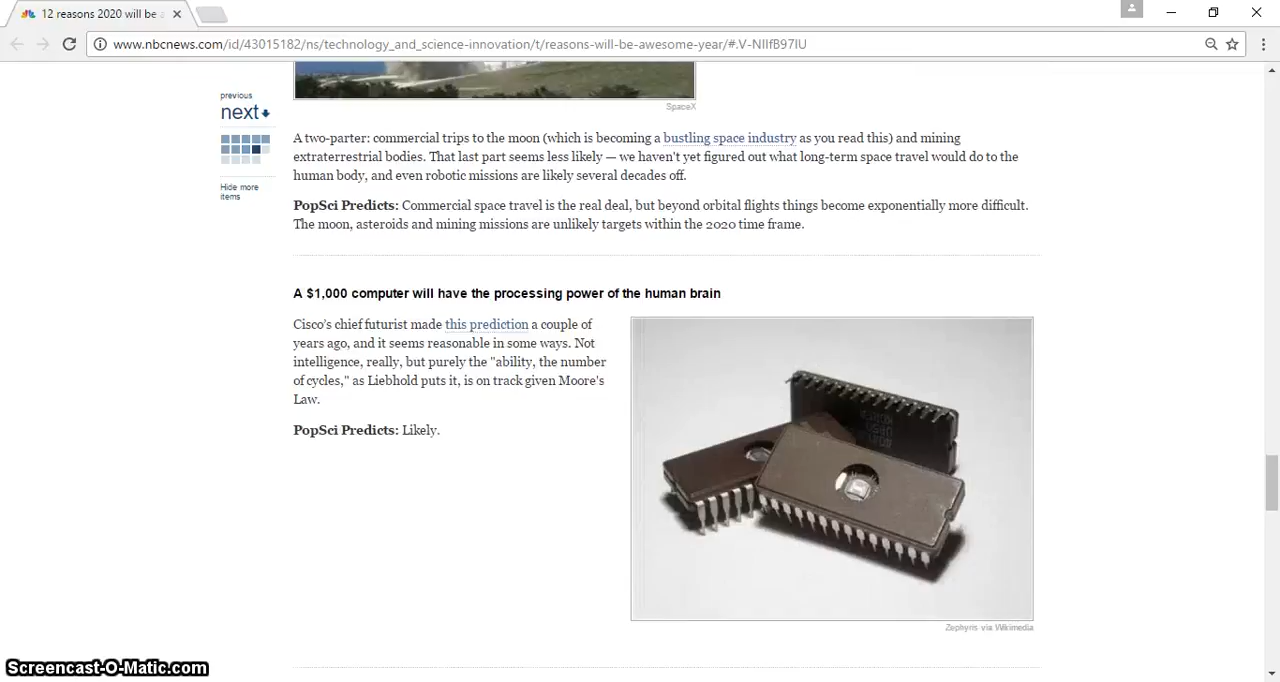 12 reasons 2020 will be a
www.nbcnews.com/id/43015182/ns/technology_and_science-innovation/t/reasons-will-be-awesome-year/#.V-NIIfB97IU
previous
next
Hide more
items
SpaceX
A two-parter: commercial trips to the moon (which is becoming a bustling space industry as you read this) and mining
extraterrestrial bodies. That last part seems less likely — we haven't yet figured out what long-term space travel would do to the
human body, and even robotic missions are likely several decades off.
PopSci Predicts: Commercial space travel is the real deal, but beyond orbital flights things become exponentially more difficult.
The moon, asteroids and mining missions are unlikely targets within the 2020 time frame.
A $1,000 computer will have the processing power of the human brain
Cisco's chief futurist made this prediction a couple of
years ago, and it seems reasonable in some ways. Not
intelligence, really, but purely the "ability, the number
of cycles," as Liebhold puts it, is on track given Moore's
Law.
PopSci Predicts: Likely.
Zephyris via Wikimedia
Screencast-O-Matic.com